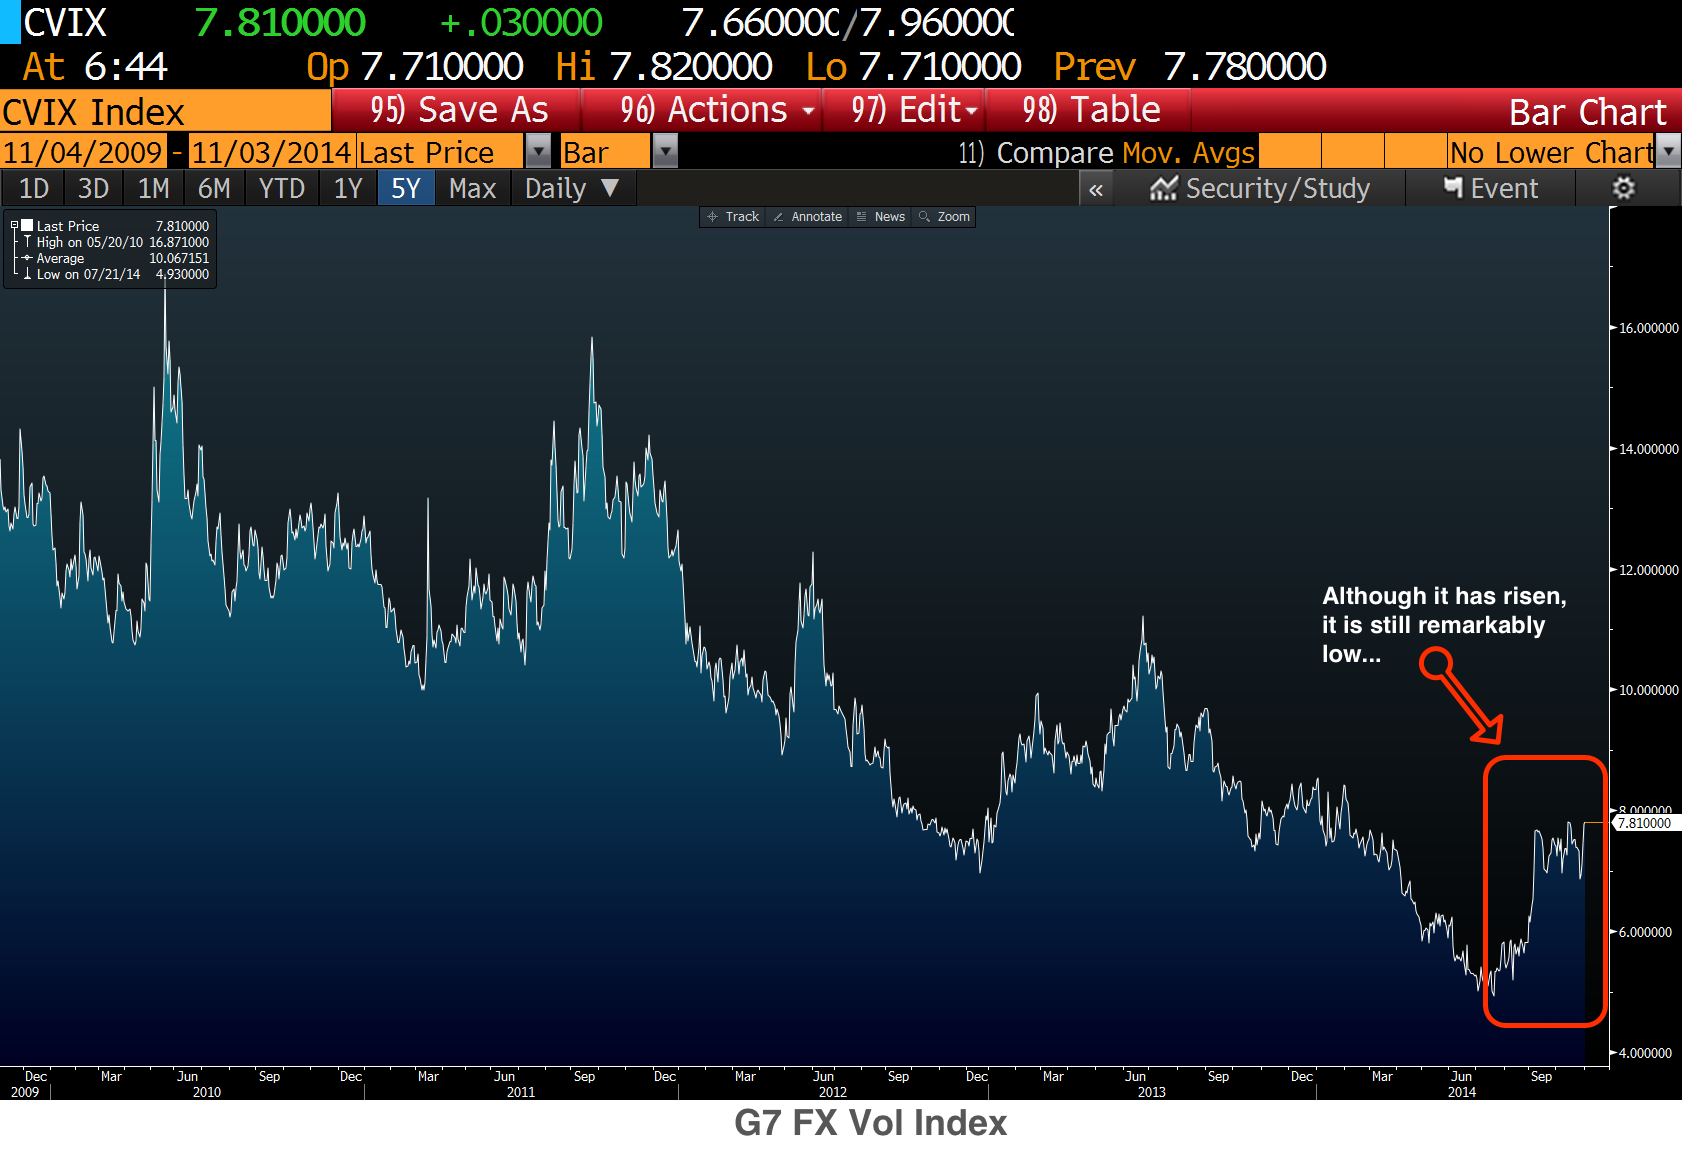 CVIX 7.810000 +.030000 7.660000/7.960000
At 6:44 Op 7.710000 Hi 7.820000 Lo 7.710000 Prev 7.780000
CVIX Index 95) Save As 96) Actions 97) Edit 98) Table Bar Chart
11/04/2009 - 11/03/2014 Last Price Bar 11) Compare Mov. Avgs No Lower Chart
1D 3D 1M 6M YTD 1Y 5Y Max Daily ▼ « Security/Study Event
Track Annotate News Zoom
Last Price 7.810000
High on 05/20/10 16.871000
Average 10.067151
Low on 07/21/14 4.930000
16.000000
14.000000
12.000000
Although it has risen,
it is still remarkably
low...
10.000000
8.000000
7.810000
6.000000
4.000000
Dec Mar Jun Sep Dec Mar Jun Sep Dec Mar Jun Sep Dec Mar Jun Sep Dec Mar Jun Sep
2009 2010 2011 2012 2013 2014
G7 FX Vol Index